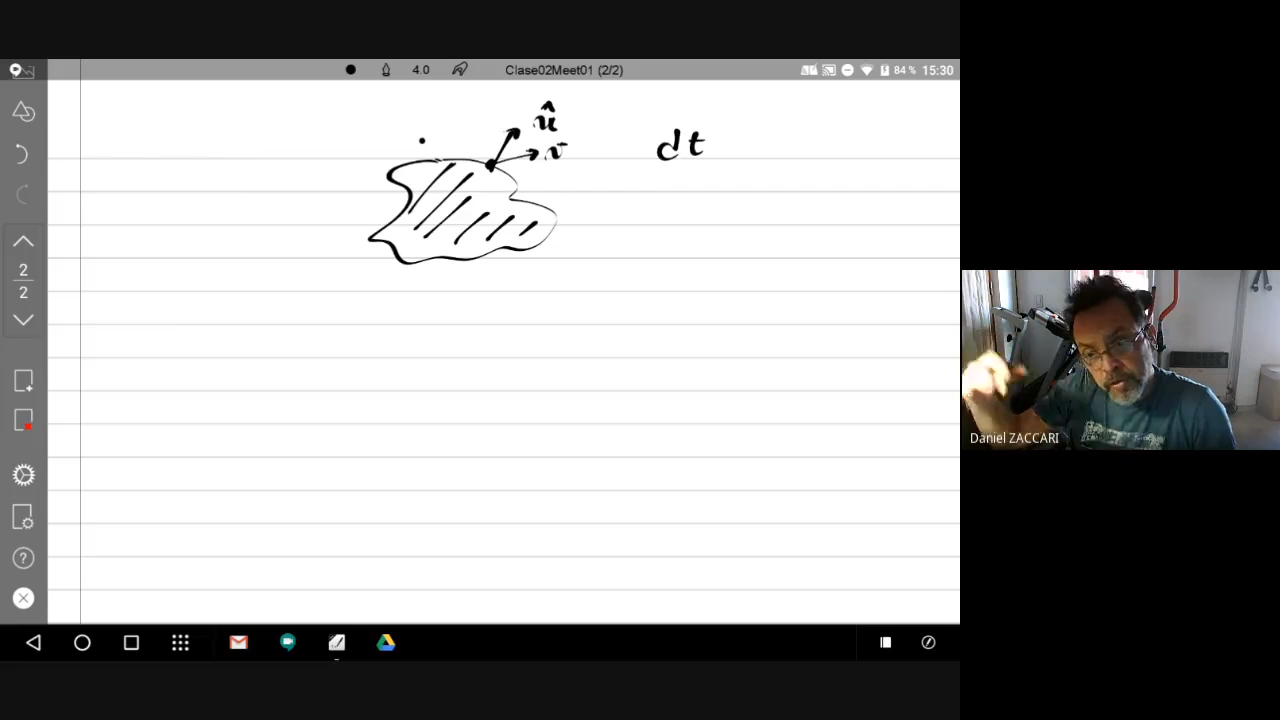 4.0 Clase02Meet01 (2/2) 84 % 15:30
û
v dt
2
2
Daniel ZACCARI